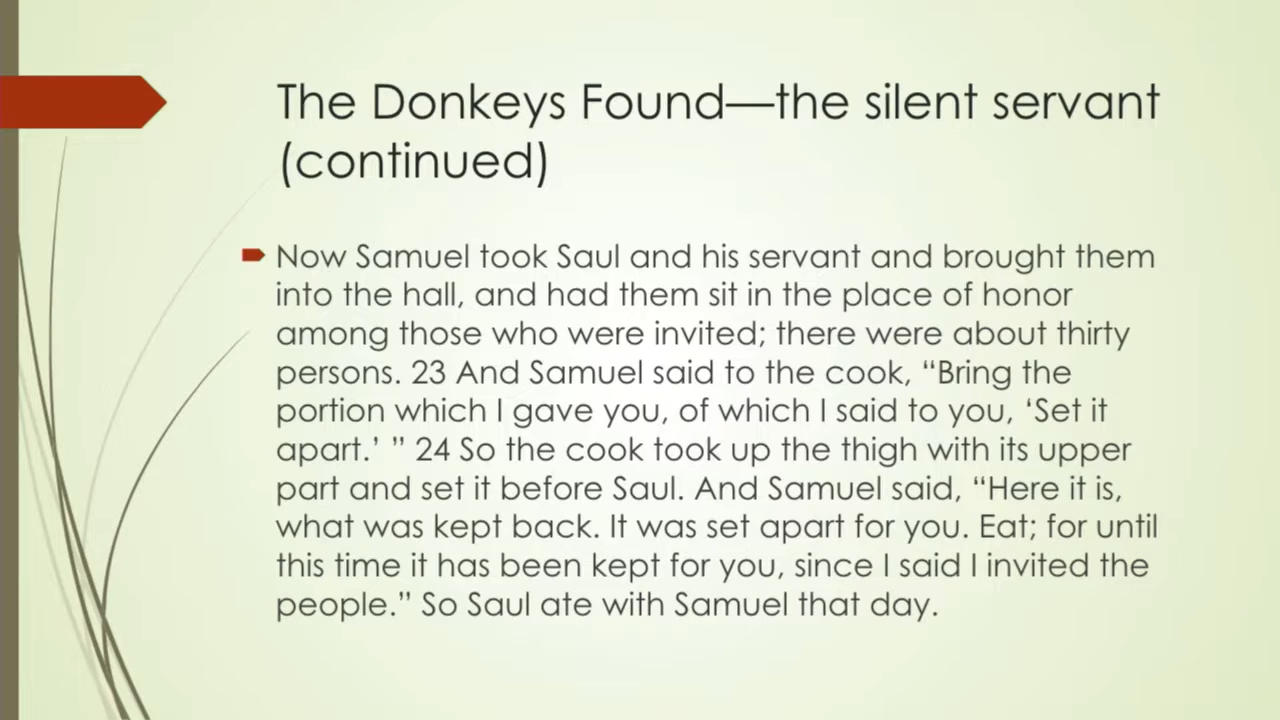 The Donkeys Found—the silent servant
(continued)
Now Samuel took Saul and his servant and brought them
into the hall, and had them sit in the place of honor
among those who were invited; there were about thirty
persons. 23 And Samuel said to the cook, “Bring the
portion which I gave you, of which I said to you, ‘Set it
apart.’ ” 24 So the cook took up the thigh with its upper
part and set it before Saul. And Samuel said, “Here it is,
what was kept back. It was set apart for you. Eat; for until
this time it has been kept for you, since I said I invited the
people.” So Saul ate with Samuel that day.